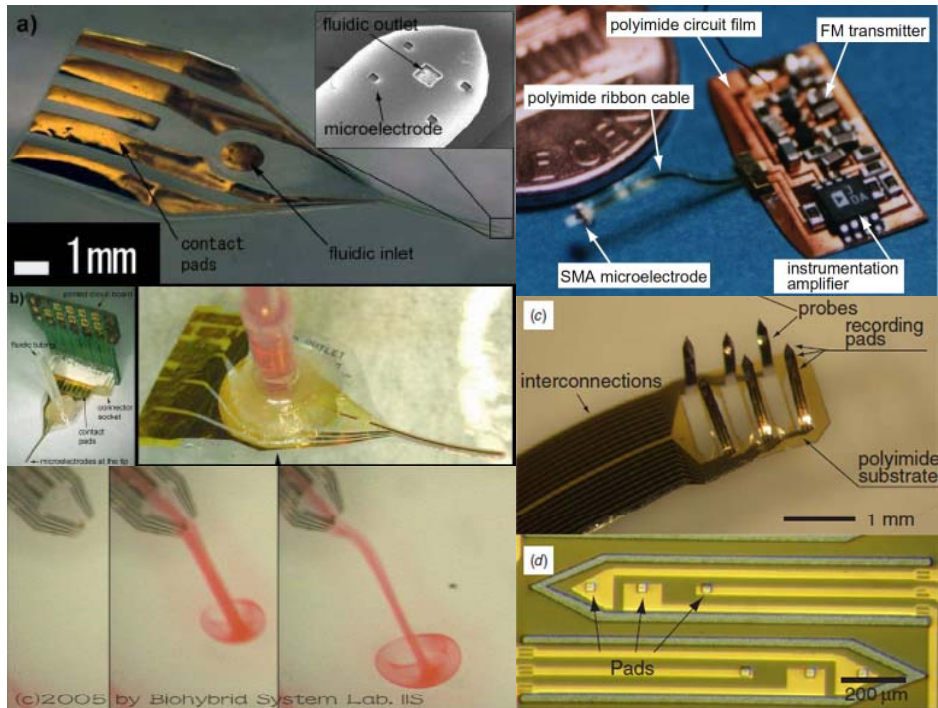 a)
fluidic outlet
microelectrode
contact
pads
fluidic inlet
1mm
polyimide circuit film
FM transmitter
polyimide ribbon cable
SMA microelectrode
instrumentation
amplifier
DA
b)
printed circuit board
fluidic tubing
connector
socket
contact
pads
microelectrodes at the tip
OUTLET
(c)
probes
recording
pads
interconnections
polyimide
substrate
1 mm
(d)
Pads
200 μm
(c)2005 by Biohybrid System Lab. IIS